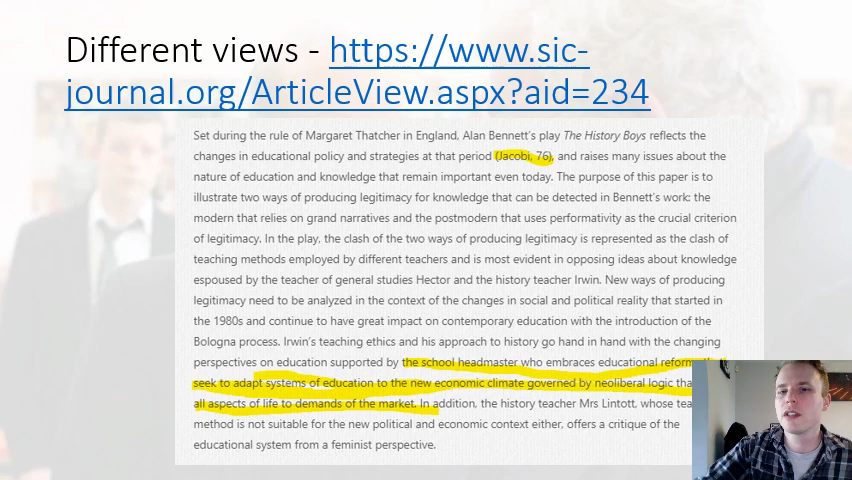 Different views - https://www.sic-
journal.org/ArticleView.aspx?aid=234
Set during the rule of Margaret Thatcher in England, Alan Bennett's play The History Boys reflects the
changes in educational policy and strategies at that period (Jacobi, 76), and raises many issues about the
nature of education and knowledge that remain important even today. The purpose of this paper is to
illustrate two ways of producing legitimacy for knowledge that can be detected in Bennett's work: the
modern that relies on grand narratives and the postmodern that uses performativity as the crucial criterion
of legitimacy. In the play, the clash of the two ways of producing legitimacy is represented as the clash of
teaching methods employed by different teachers and is most evident in opposing ideas about knowledge
espoused by the teacher of general studies Hector and the history teacher Irwin. New ways of producing
legitimacy need to be analyzed in the context of the changes in social and political reality that started in
the 1980s and continue to have great impact on contemporary education with the introduction of the
Bologna process. Irwin's teaching ethics and his approach to history go hand in hand with the changing
perspectives on education supported by the school headmaster who embraces educational
seek to adapt systems of education to the new economic climate governed by neoliberal logic
all aspects of life to demands of the market. In addition, the history teacher Mrs Lintott, whose
method is not suitable for the new political and economic context either, offers a critique of the
educational system from a feminist perspective.